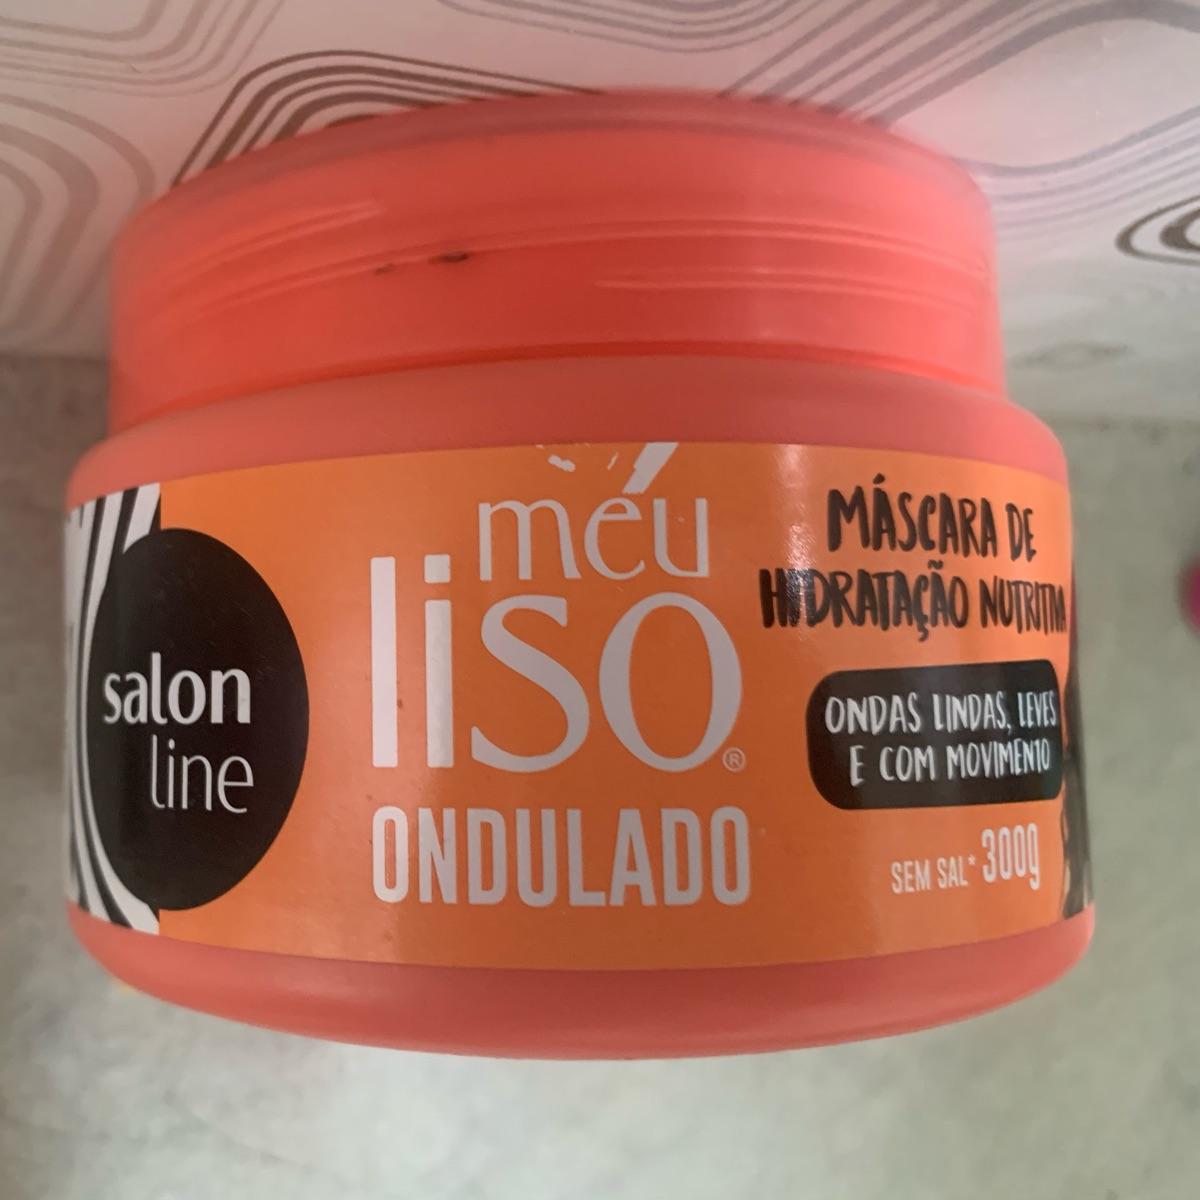 salon
line
meu
liso®
ONDULADO
MÁSCARA DE
HIDRATAÇÃO NUTRITIVA
ONDAS LINDAS, LEVES
E COM MOVIMENTO
SEM SAL* 300g